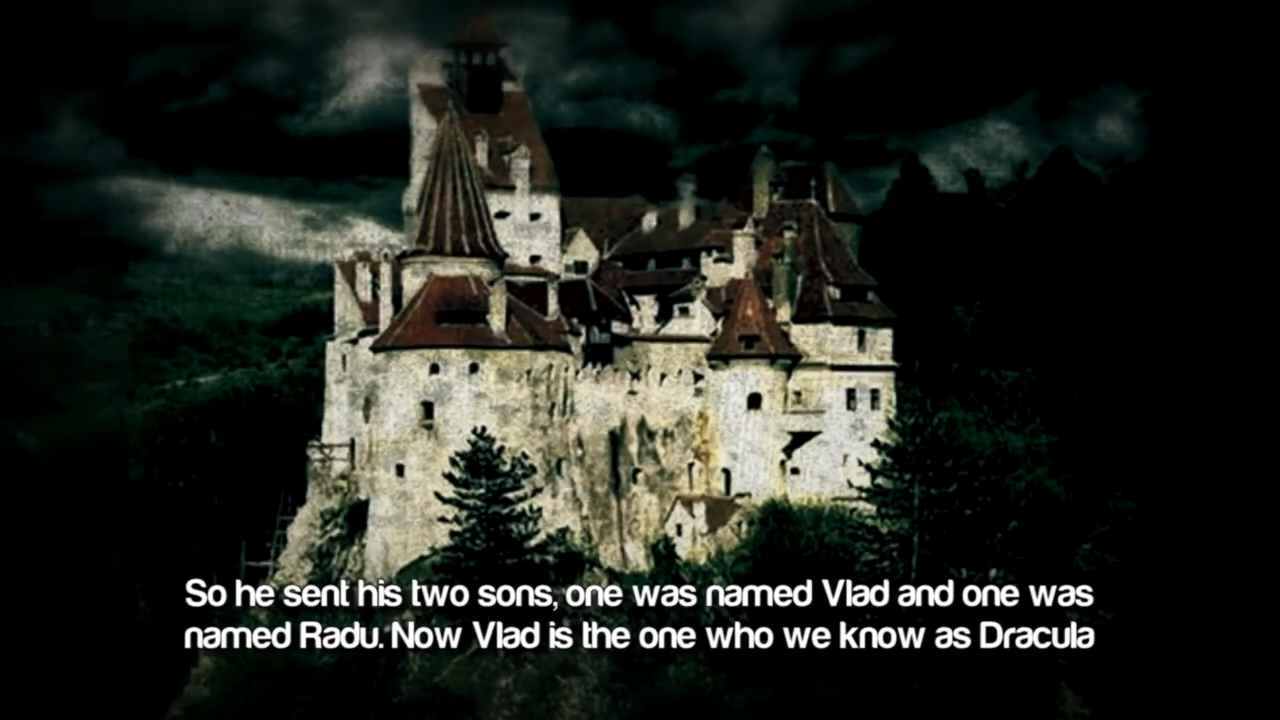 So he sent his two sons, one was named Vlad and one was
named Radu. Now Vlad is the one who we know as Dracula